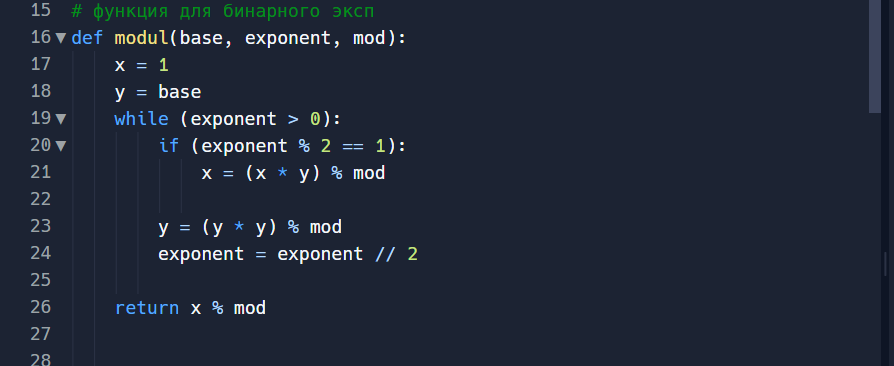 15 # функция для бинарного эксп
16 def modul(base, exponent, mod):
17     x = 1
18     y = base
19     while (exponent > 0):
20         if (exponent % 2 == 1):
21             x = (x * y) % mod
22
23         y = (y * y) % mod
24         exponent = exponent // 2
25
26     return x % mod
27
28